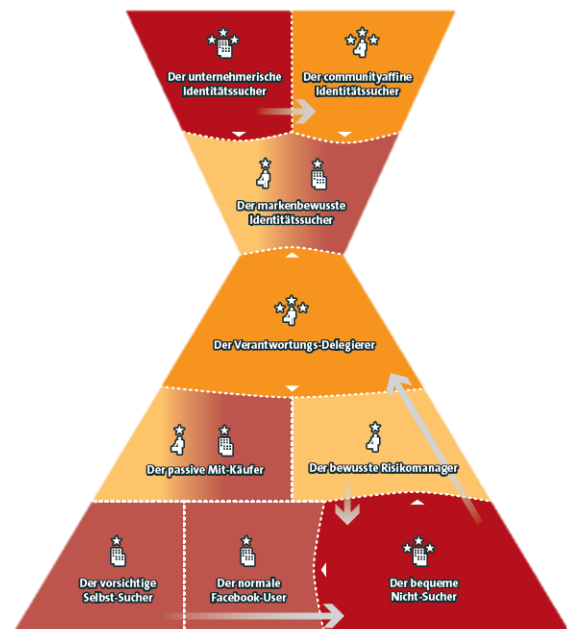 Der unternehmerische
Identitätssucher
Der communityaffine
Identitätssucher
Der markenbewusste
Identitätssucher
Der Verantwortungs-Delegierer
Der passive Mit-Käufer
Der bewusste Risikomanager
Der vorsichtige
Selbst-Sucher
Der normale
Facebook-User
Der bequeme
Nicht-Sucher